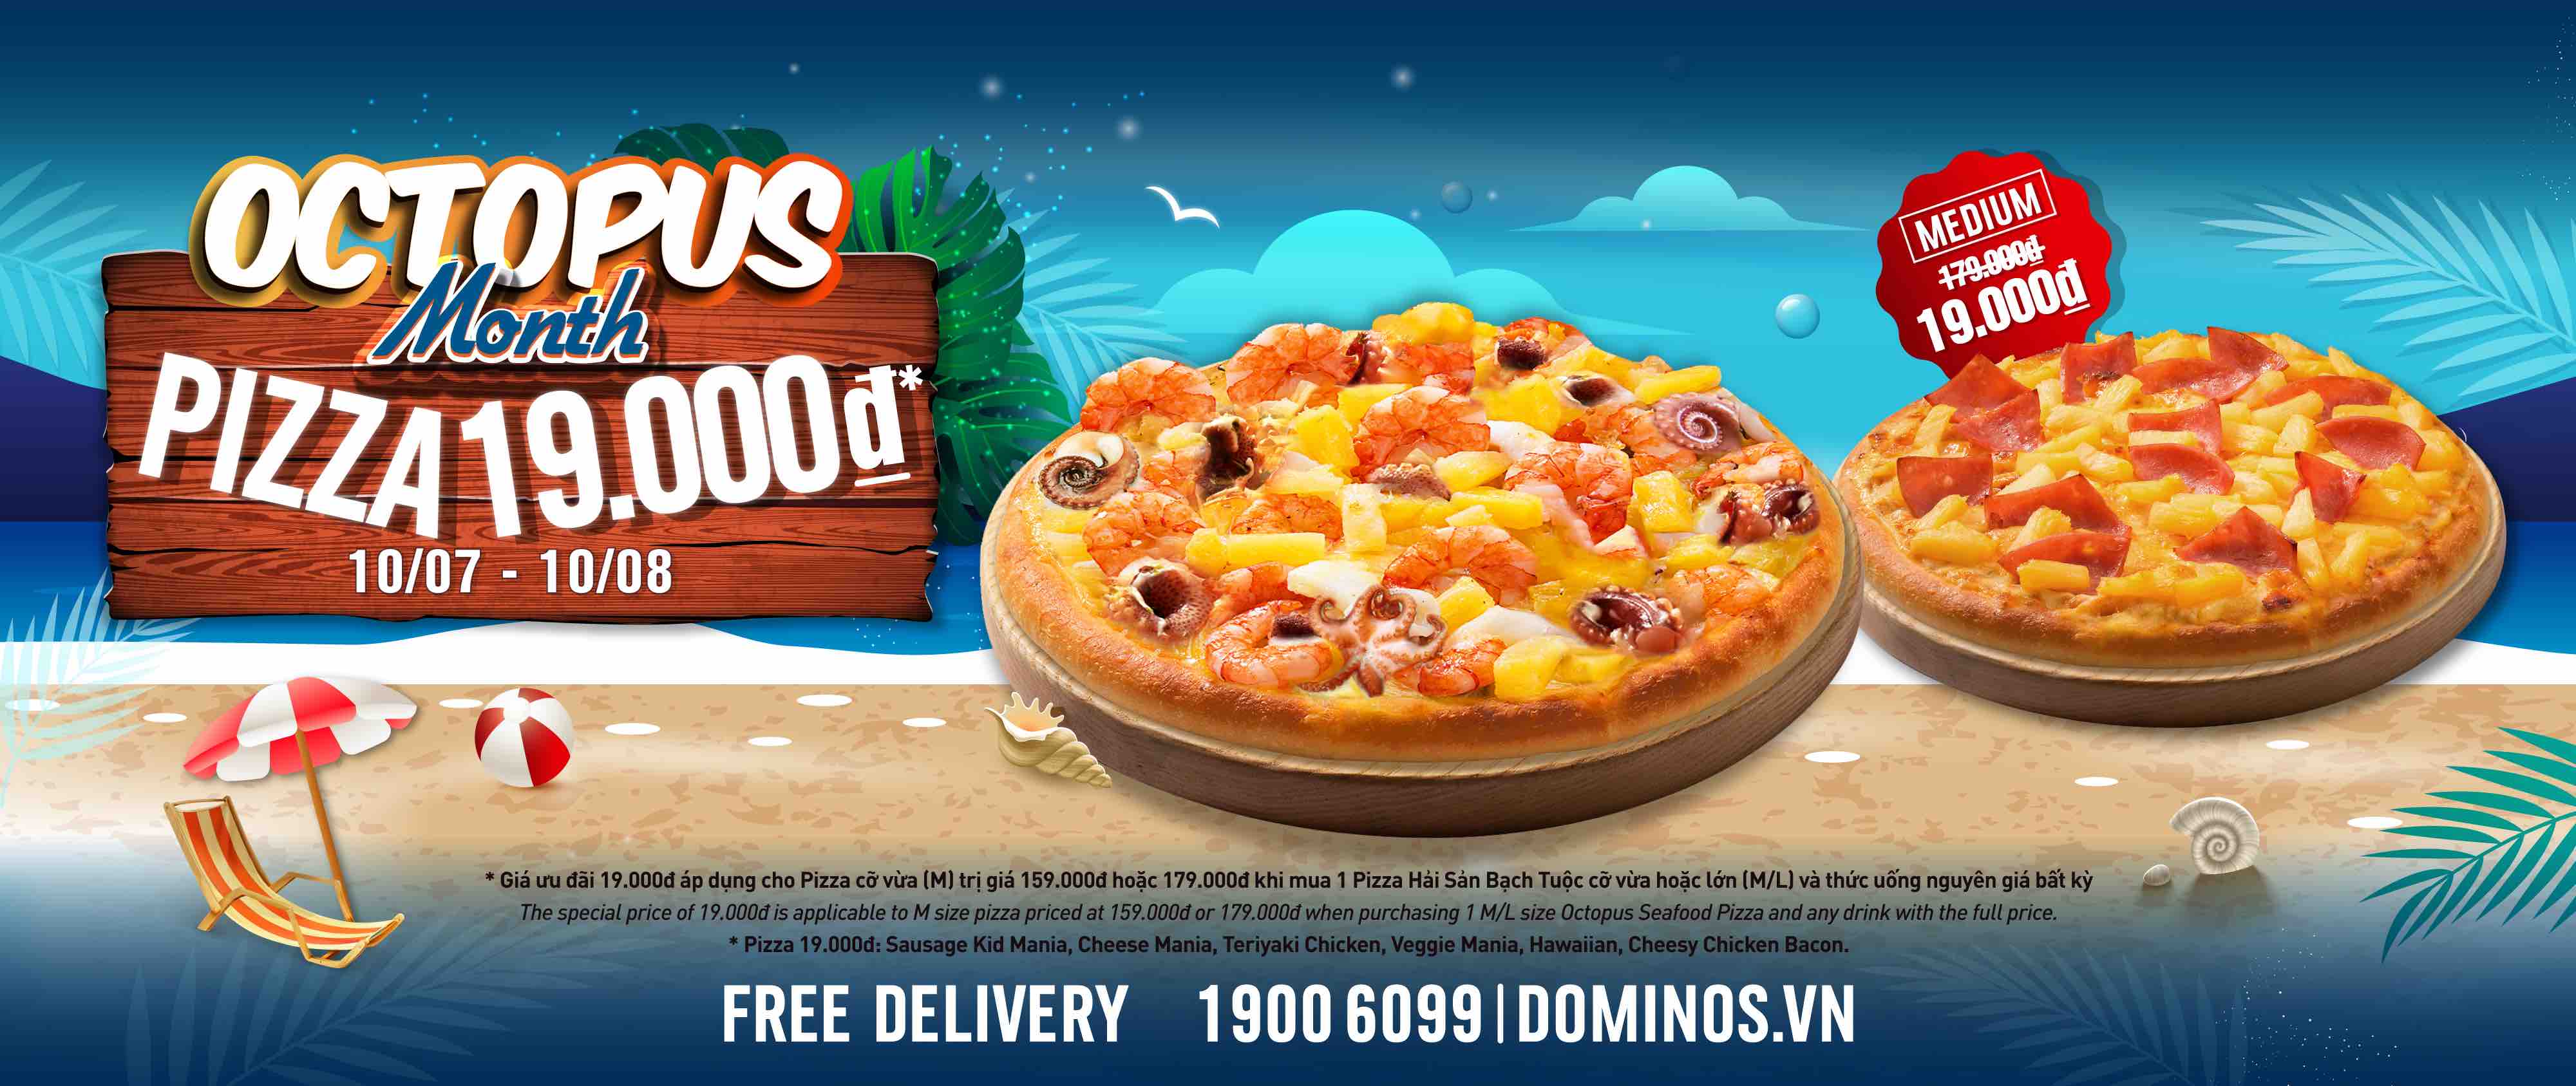 OCTOPUS
Month
PIZZA 19.000đ*
10/07 - 10/08
MEDIUM
179.000đ
19.000đ
* Giá ưu đãi 19.000đ áp dụng cho Pizza cỡ vừa (M) trị giá 159.000đ hoặc 179.000đ khi mua 1 Pizza Hải Sản Bạch Tuộc cỡ vừa hoặc lớn (M/L) và thức uống nguyên giá bất kỳ
The special price of 19.000đ is applicable to M size pizza priced at 159.000đ or 179.000đ when purchasing 1 M/L size Octopus Seafood Pizza and any drink with the full price.
* Pizza 19.000đ: Sausage Kid Mania, Cheese Mania, Teriyaki Chicken, Veggie Mania, Hawaiian, Cheesy Chicken Bacon.
FREE DELIVERY 1900 6099 | DOMINOS.VN